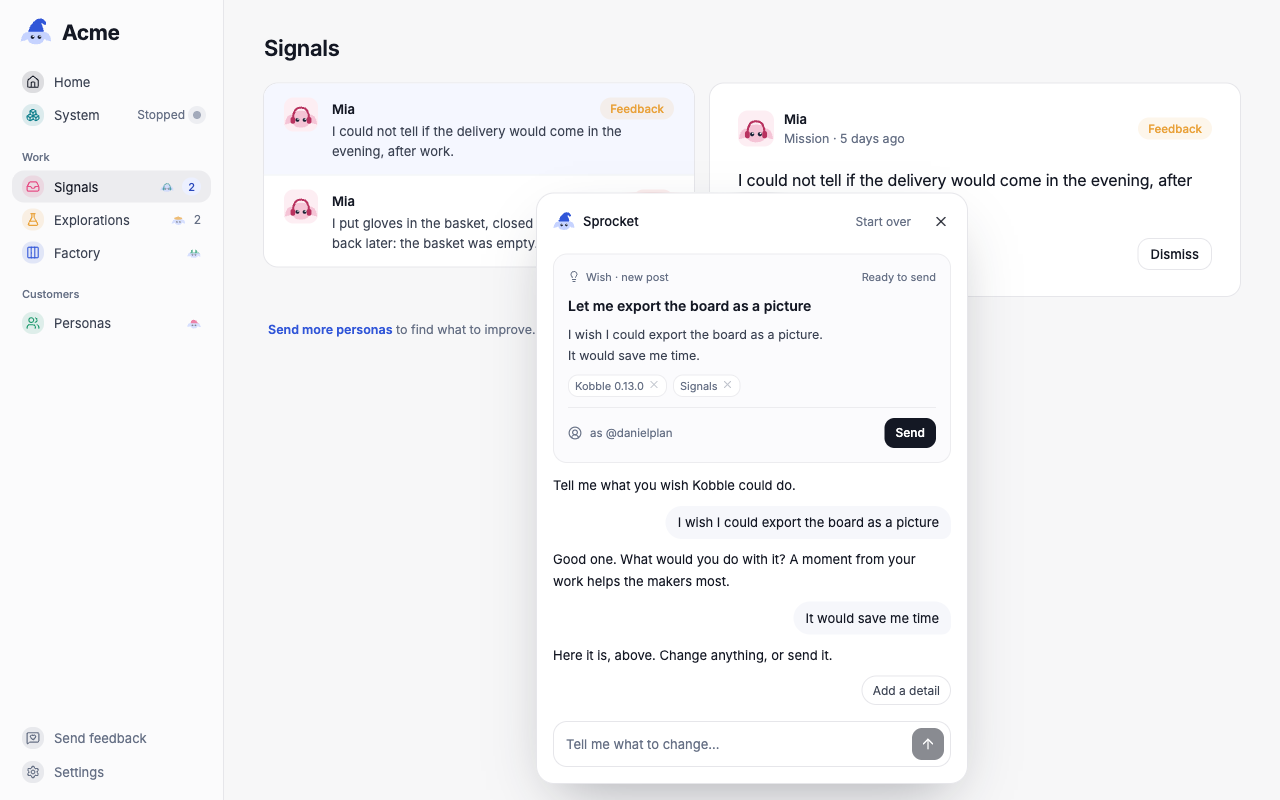 Acme
Home
System
Stopped
Work
Signals
2
Explorations
2
Factory
Customers
Personas
Send feedback
Settings
Signals
Mia
Feedback
I could not tell if the delivery would come in the
evening, after work.
Mia
I put gloves in the basket, closed
back later: the basket was empty.
Send more personas to find what to improve.
Mia
Mission · 5 days ago
Feedback
I could not tell if the delivery would come in the evening, after
Dismiss
Sprocket
Start over
Wish · new post
Ready to send
Let me export the board as a picture
I wish I could export the board as a picture.
It would save me time.
Kobble 0.13.0
Signals
as @danielplan
Send
Tell me what you wish Kobble could do.
I wish I could export the board as a picture
Good one. What would you do with it? A moment from your
work helps the makers most.
It would save me time
Here it is, above. Change anything, or send it.
Add a detail
Tell me what to change...